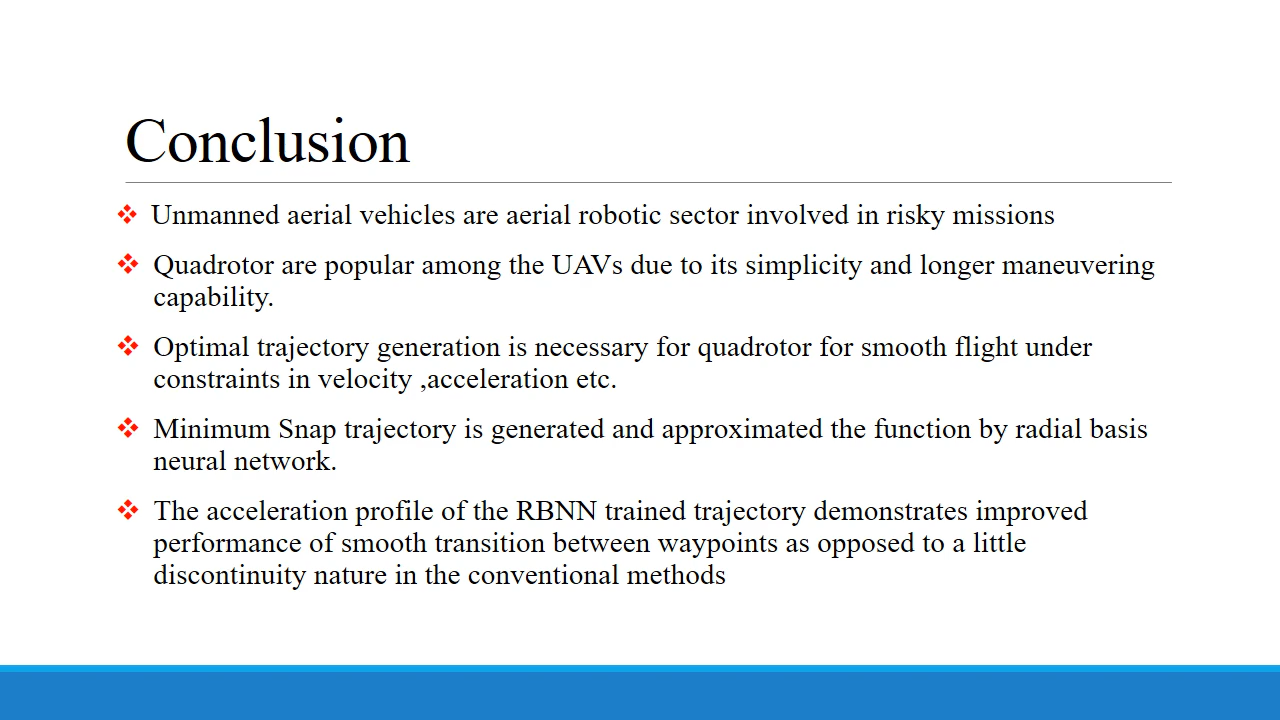 Conclusion
Unmanned aerial vehicles are aerial robotic sector involved in risky missions
Quadrotor are popular among the UAVs due to its simplicity and longer maneuvering
capability.
Optimal trajectory generation is necessary for quadrotor for smooth flight under
constraints in velocity ,acceleration etc.
Minimum Snap trajectory is generated and approximated the function by radial basis
neural network.
The acceleration profile of the RBNN trained trajectory demonstrates improved
performance of smooth transition between waypoints as opposed to a little
discontinuity nature in the conventional methods